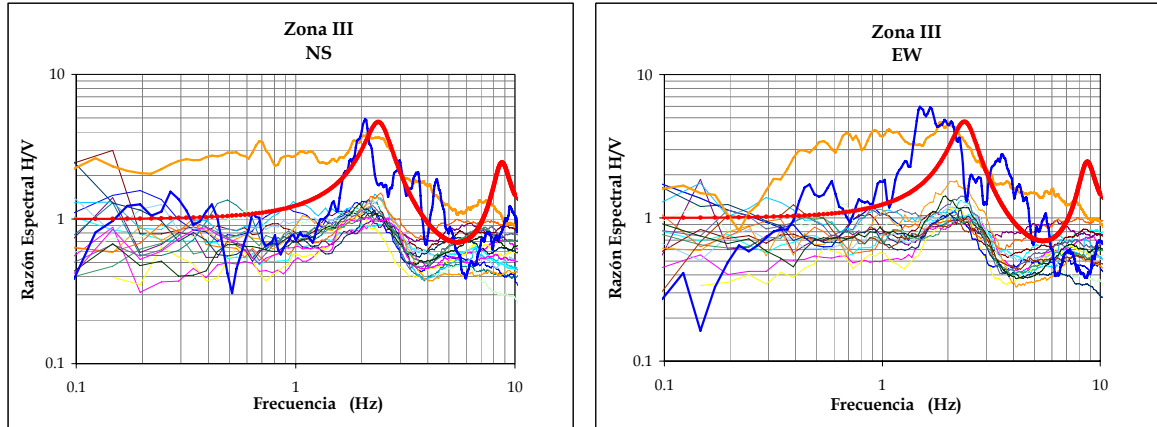 Zona III
NS
10
1
0.1
Razón Espectral H/V
0.1
1
10
Frecuencia (Hz)
Zona III
EW
10
1
0.1
Razón Espectral H/V
0.1
1
10
Frecuencia (Hz)